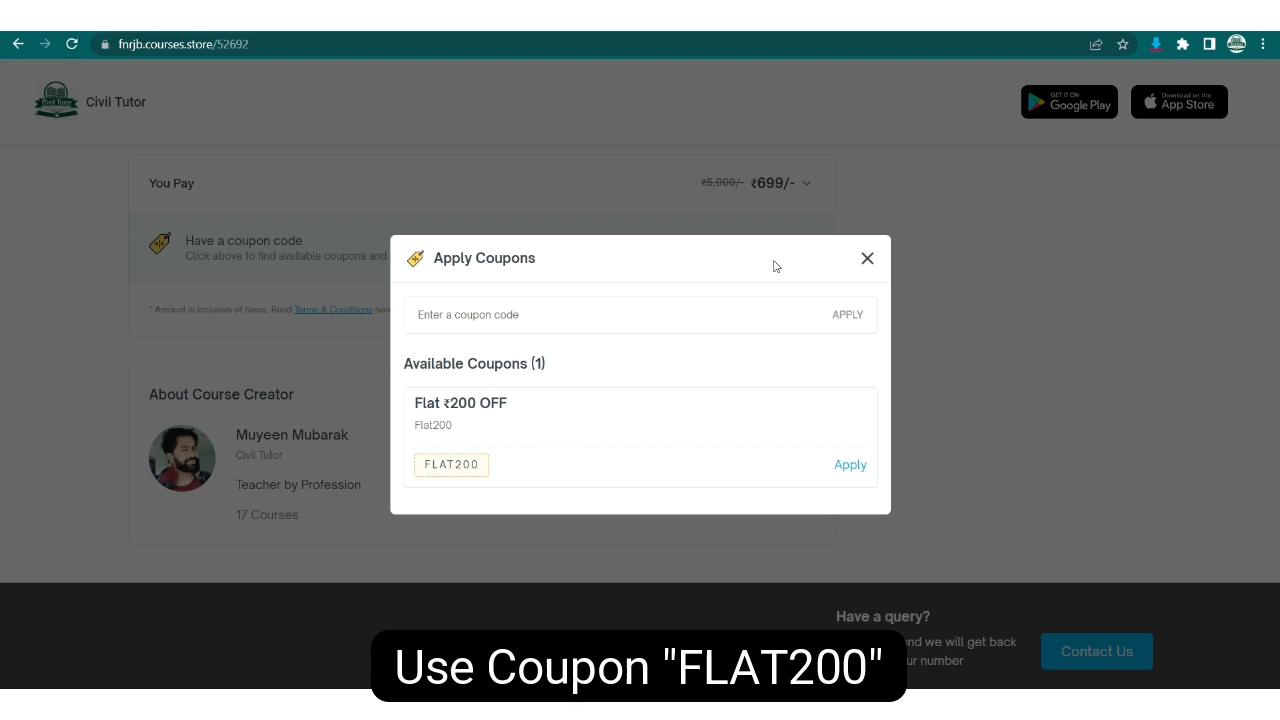 fnrjb.courses.store/52692
Civil Tutor
GET IT ON
Google Play
Download on the
App Store
You Pay
₹5,000/- ₹699/-
Have a coupon code
Click above to find available coupons and
* Amount is inclusive of taxes. Read Terms & Conditions here
Apply Coupons
Enter a coupon code
APPLY
Available Coupons (1)
Flat ₹200 OFF
Flat200
FLAT200
Apply
About Course Creator
Muyeen Mubarak
Civil Tutor
Teacher by Profession
17 Courses
Have a query?
and we will get back
ur number
Contact Us
Use Coupon "FLAT200"